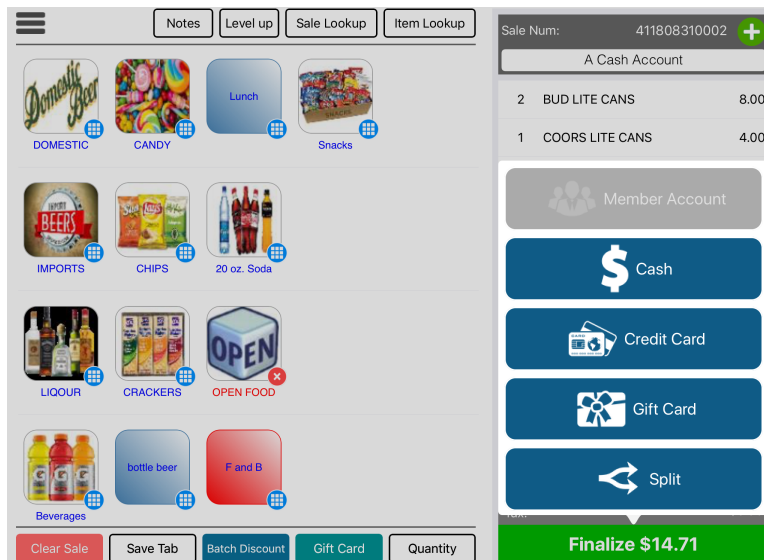 Notes
Level up
Sale Lookup
Item Lookup
Sale Num: 411808310002
A Cash Account
2 BUD LITE CANS 8.00
1 COORS LITE CANS 4.00
Domestic
Beer
SNACKS
Lunch
DOMESTIC
CANDY
Snacks
IMPORT
BEERS
Lay's
IMPORTS
CHIPS
20 oz. Soda
OPEN
LIQOUR
CRACKERS
OPEN FOOD
bottle beer
F and B
Beverages
Member Account
Cash
CARD
Credit Card
Gift Card
Split
Clear Sale
Save Tab
Batch Discount
Gift Card
Quantity
Finalize $14.71